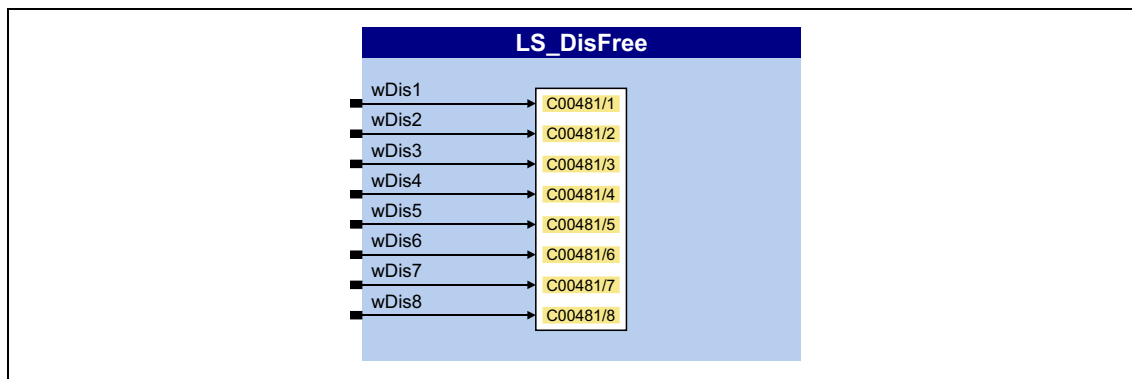 LS_DisFree
wDis1
C00481/1
wDis2
C00481/2
wDis3
C00481/3
wDis4
C00481/4
wDis5
C00481/5
wDis6
C00481/6
wDis7
C00481/7
wDis8
C00481/8